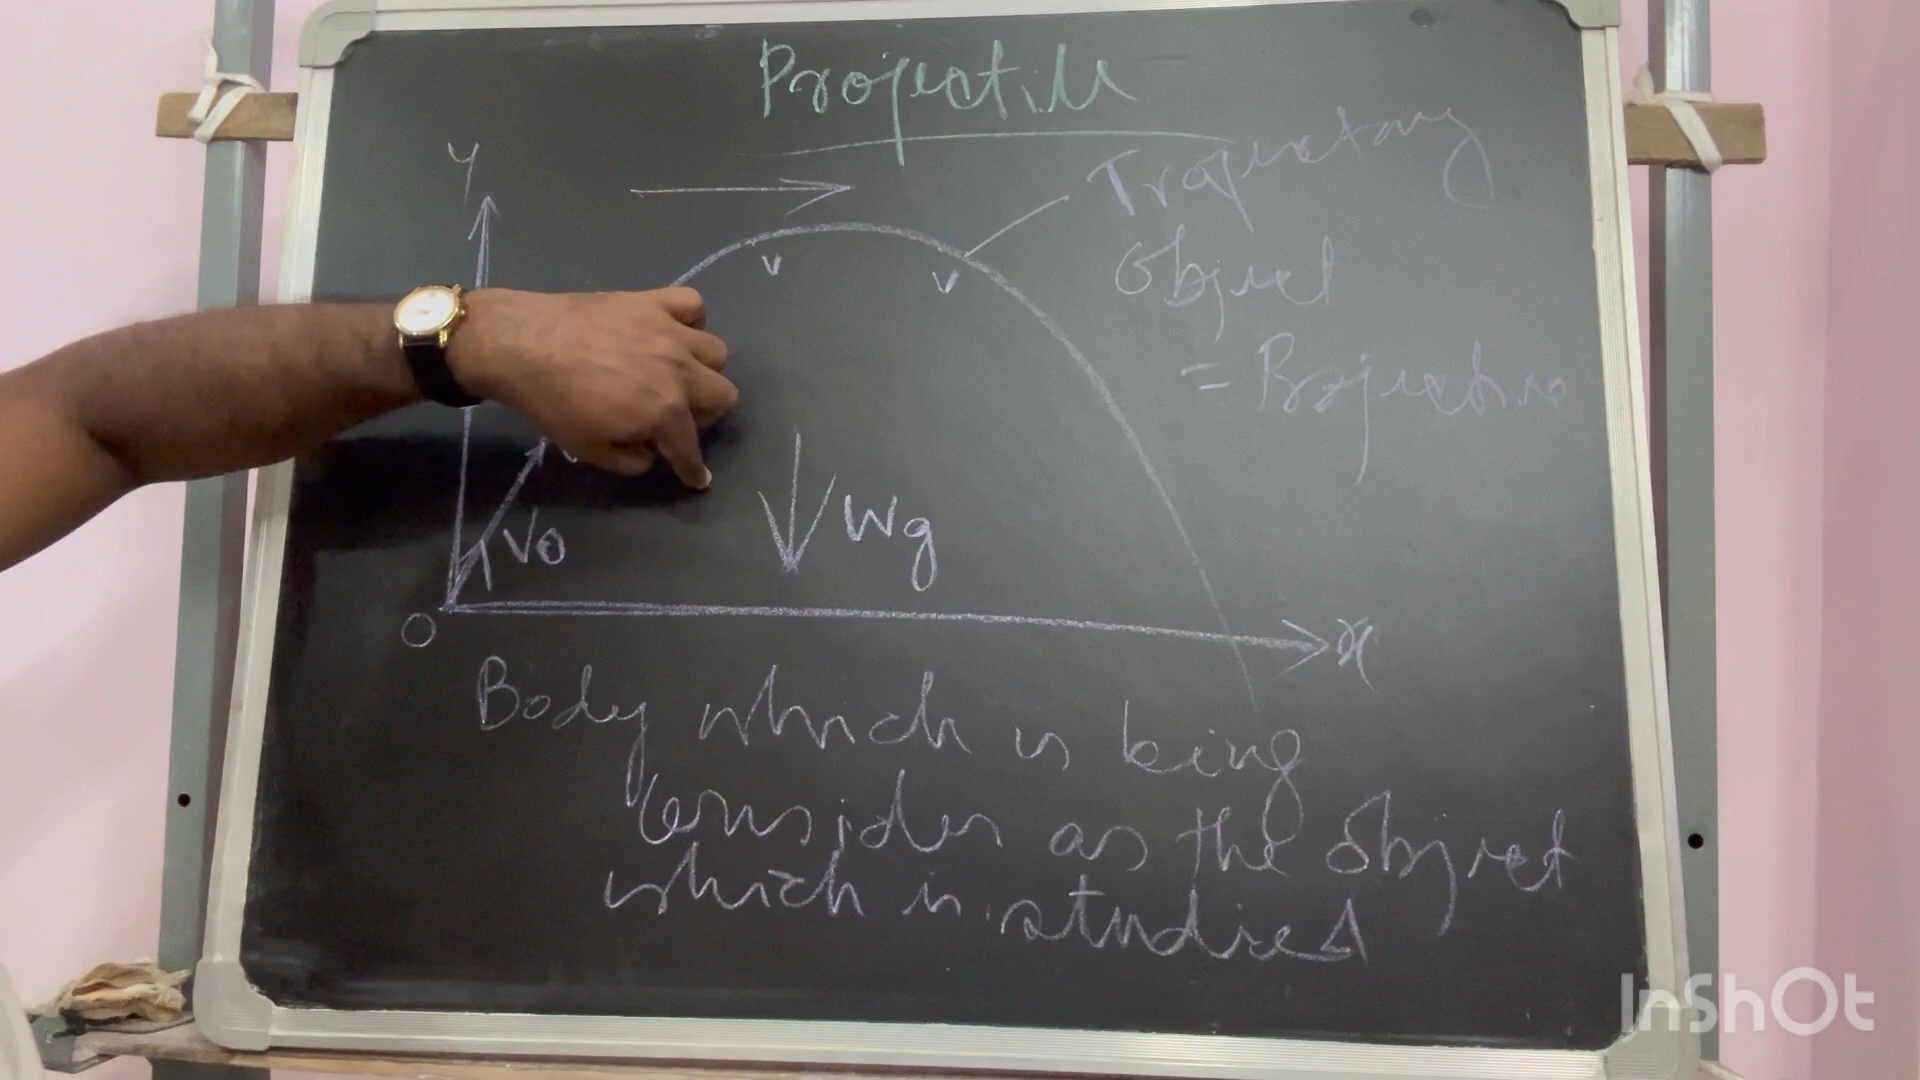 Projectile
Y
Trajectory
v
v
Object
=
Vo
Wg
O
x
Body which is being
consider as the Object
which is studied
InShOt